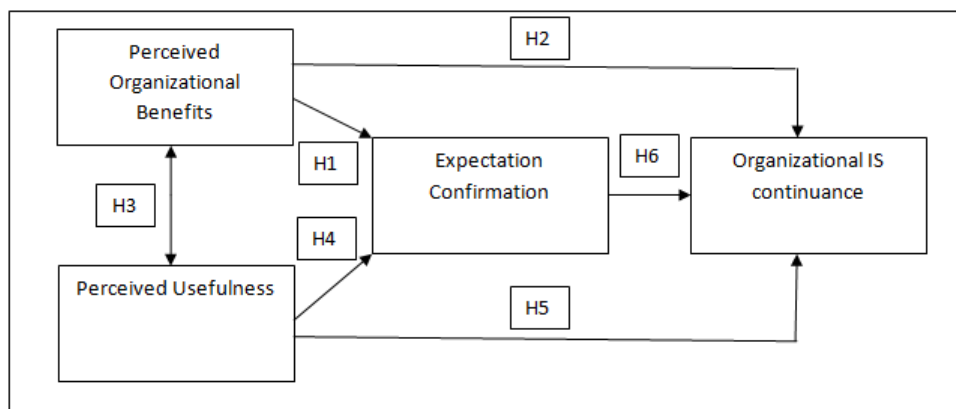 Perceived
Organizational
Benefits
H2
H1
Expectation
Confirmation
H6
Organizational IS
continuance
H3
H4
Perceived Usefulness
H5